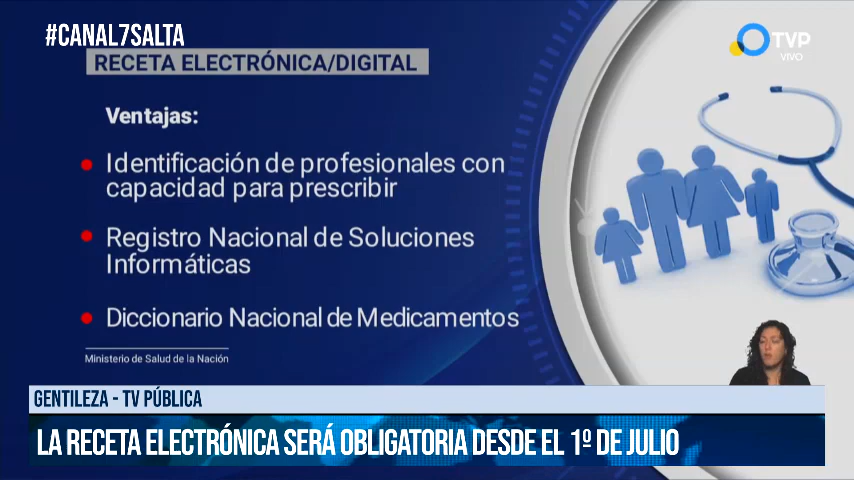 #CANAL7SALTA
TVP
VIVO
RECETA ELECTRÓNICA/DIGITAL
Ventajas:
Identificación de profesionales con
capacidad para prescribir
Registro Nacional de Soluciones
Informáticas
Diccionario Nacional de Medicamentos
Ministerio de Salud de la Nación
GENTILEZA - TV PÚBLICA
LA RECETA ELECTRÓNICA SERÁ OBLIGATORIA DESDE EL 1º DE JULIO